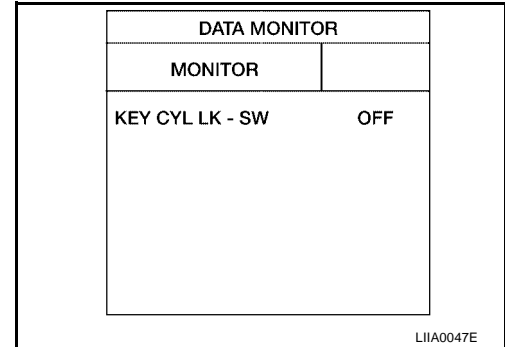 DATA MONITOR
MONITOR
KEY CYL LK - SW OFF
LIIA0047E